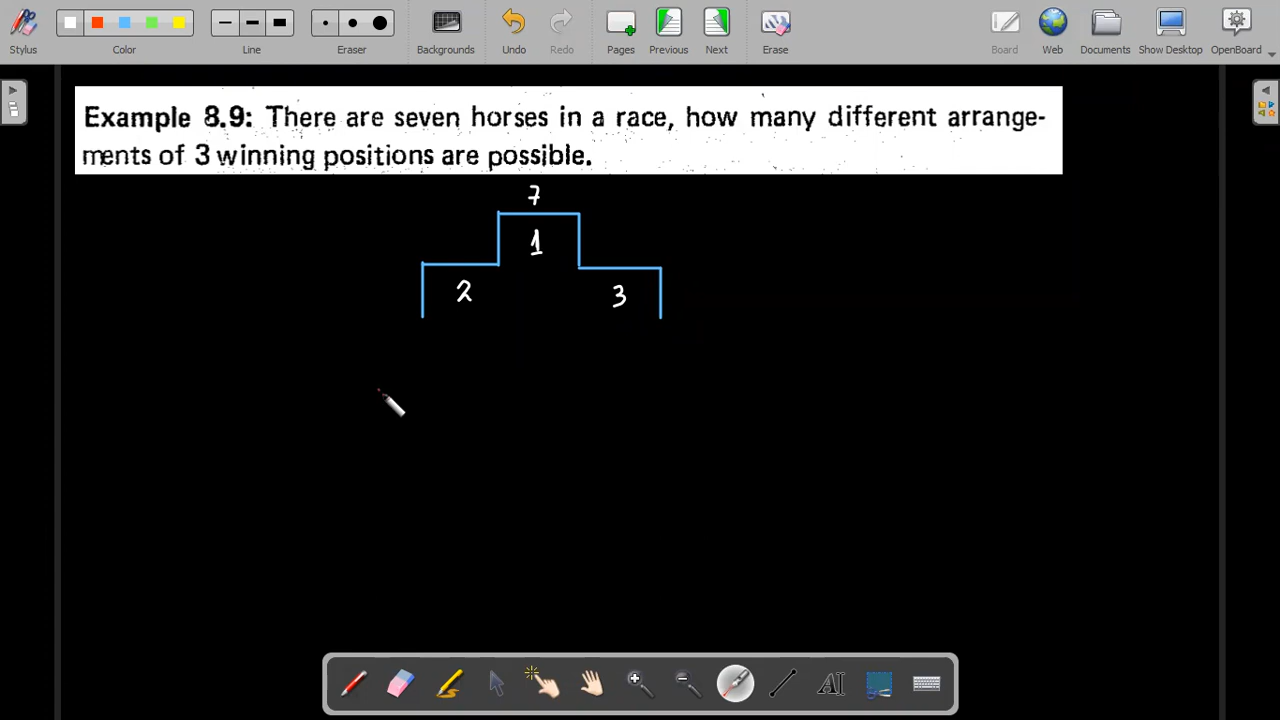 Stylus Color Line Eraser Backgrounds Undo Redo Pages Previous Next Erase Board Web Documents Show Desktop OpenBoard
Example 8.9: There are seven horses in a race, how many different arrange-
ments of 3 winning positions are possible.
7
1
2 3
AI